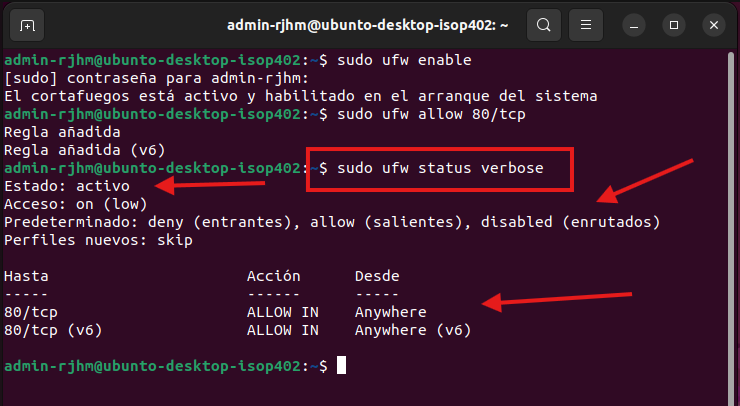 admin-rjhm@ubunto-desktop-isop402: ~
admin-rjhm@ubunto-desktop-isop402:~$ sudo ufw enable
[sudo] contraseña para admin-rjhm:
El cortafuegos está activo y habilitado en el arranque del sistema
admin-rjhm@ubunto-desktop-isop402:~$ sudo ufw allow 80/tcp
Regla añadida
Regla añadida (v6)
admin-rjhm@ubunto-desktop-isop402:~$ sudo ufw status verbose
Estado: activo
Acceso: on (low)
Predeterminado: deny (entrantes), allow (salientes), disabled (enrutados)
Perfiles nuevos: skip
Hasta                      Acción      Desde
-----                      ------      -----
80/tcp                     ALLOW IN    Anywhere
80/tcp (v6)                ALLOW IN    Anywhere (v6)
admin-rjhm@ubunto-desktop-isop402:~$